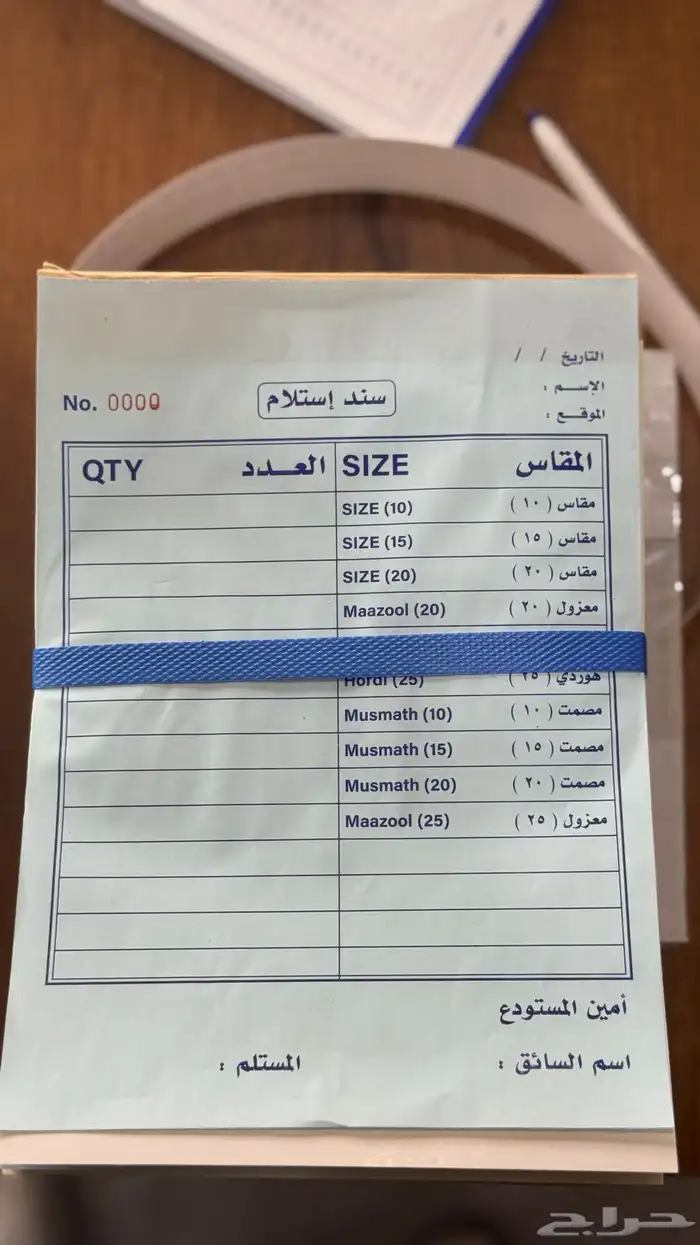 التاريخ / /
الإسم :
الموقع :
سند إستلام
No. 0000
المقاس SIZE العدد QTY
مقاس ( ١٠ ) SIZE (10)
مقاس ( ١٥ ) SIZE (15)
مقاس ( ٢٠ ) SIZE (20)
معزول ( ٢٠ ) Maazool (20)
هوردي ( ٢٥ ) Hordi (25)
مصمت ( ١٠ ) Musmath (10)
مصمت ( ١٥ ) Musmath (15)
مصمت ( ٢٠ ) Musmath (20)
معزول ( ٢٥ ) Maazool (25)
أمين المستودع
اسم السائق : المستلم :
حراج